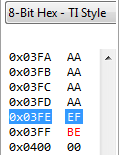 8-Bit Hex - TI Style
0x03FA AA
0x03FB AA
0x03FC AA
0x03FD AA
0x03FE EF
0x03FF BE
0x0400 00